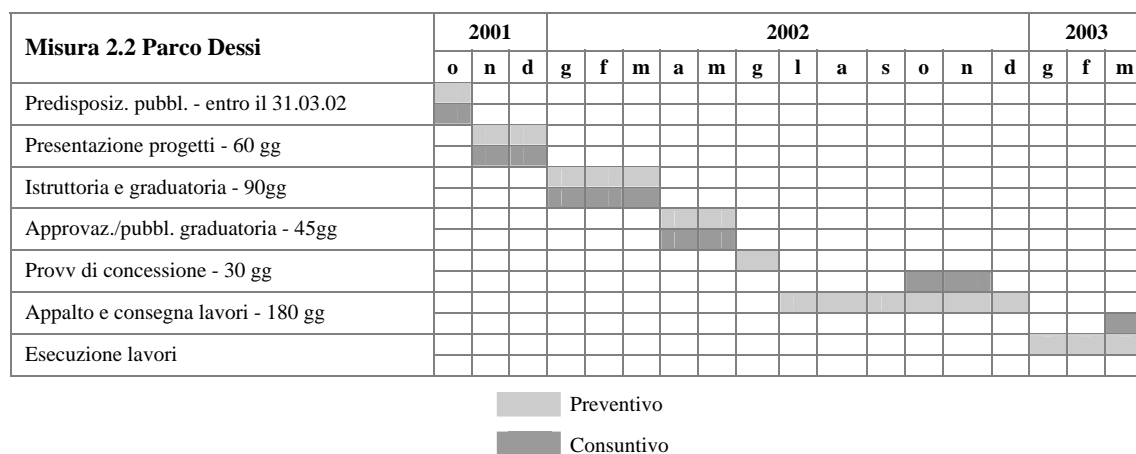 Misura 2.2 Parco Dessi 2001 2002 2003
o n d g f m a m g l a s o n d g f m
Predisposiz. pubbl. - entro il 31.03.02
Presentazione progetti - 60 gg
Istruttoria e graduatoria - 90gg
Approvaz./pubbl. graduatoria - 45gg
Provv di concessione - 30 gg
Appalto e consegna lavori - 180 gg
Esecuzione lavori
Preventivo
Consuntivo